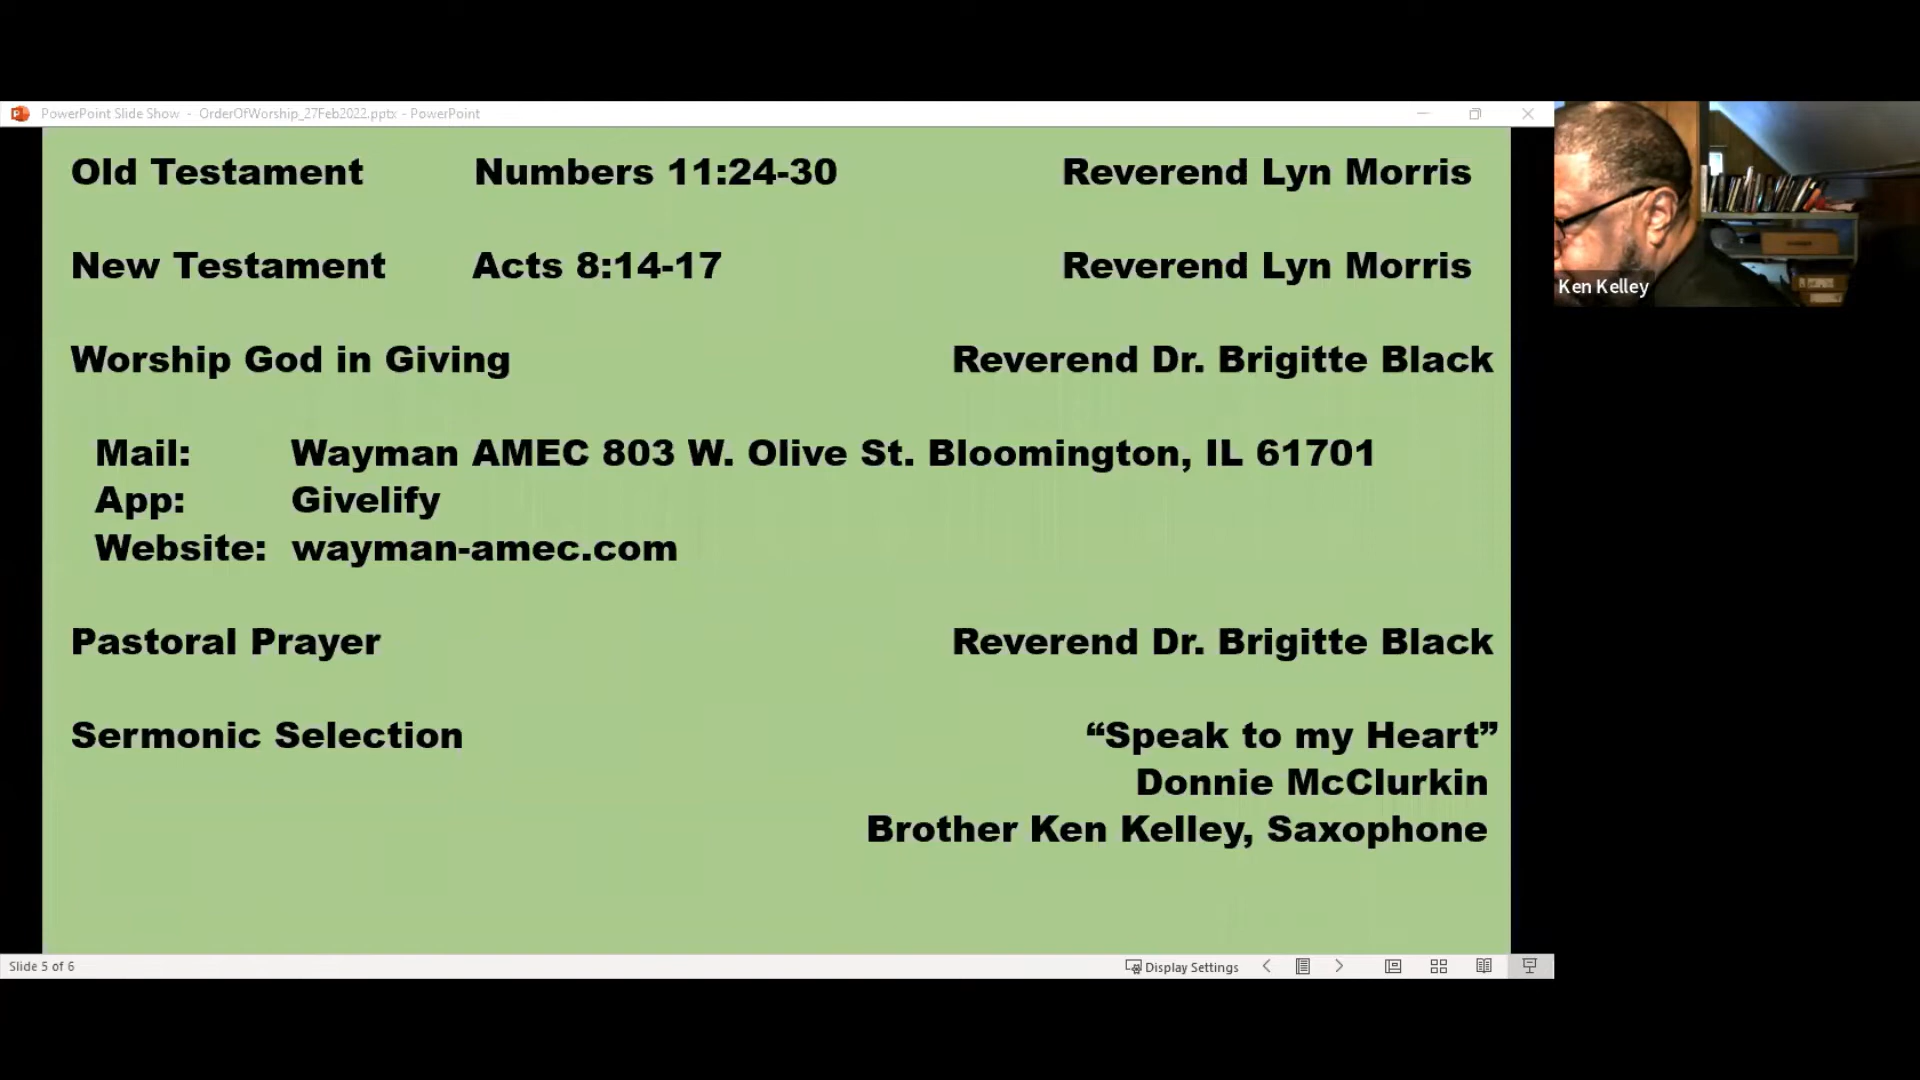 PowerPoint Slide Show - OrderOfWorship_27Feb2022.pptx - PowerPoint
Old Testament Numbers 11:24-30 Reverend Lyn Morris
New Testament Acts 8:14-17 Reverend Lyn Morris
Ken Kelley
Worship God in Giving Reverend Dr. Brigitte Black
Mail: Wayman AMEC 803 W. Olive St. Bloomington, IL 61701
App: Givelify
Website: wayman-amec.com
Pastoral Prayer Reverend Dr. Brigitte Black
Sermonic Selection “Speak to my Heart”
Donnie McClurkin
Brother Ken Kelley, Saxophone
Slide 5 of 6 Display Settings